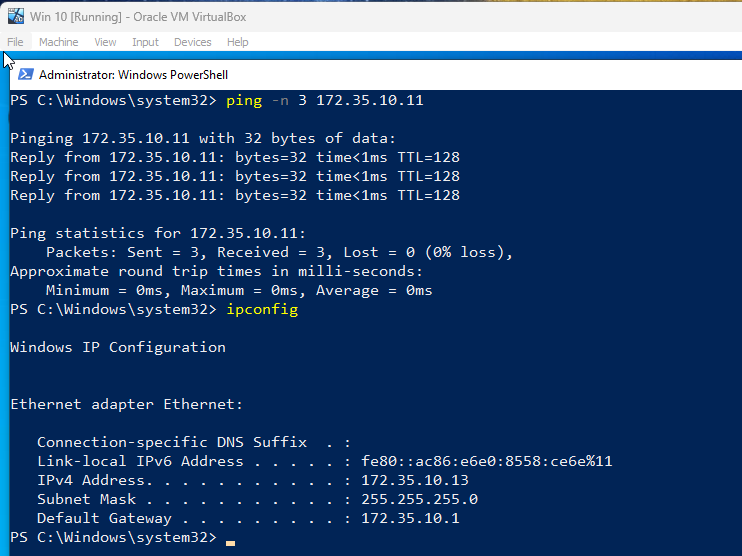 Win 10 [Running] - Oracle VM VirtualBox
File Machine View Input Devices Help
Administrator: Windows PowerShell
PS C:\Windows\system32> ping -n 3 172.35.10.11
Pinging 172.35.10.11 with 32 bytes of data:
Reply from 172.35.10.11: bytes=32 time<1ms TTL=128
Reply from 172.35.10.11: bytes=32 time<1ms TTL=128
Reply from 172.35.10.11: bytes=32 time<1ms TTL=128
Ping statistics for 172.35.10.11:
    Packets: Sent = 3, Received = 3, Lost = 0 (0% loss),
Approximate round trip times in milli-seconds:
    Minimum = 0ms, Maximum = 0ms, Average = 0ms
PS C:\Windows\system32> ipconfig
Windows IP Configuration
Ethernet adapter Ethernet:
   Connection-specific DNS Suffix  . :
   Link-local IPv6 Address . . . . . : fe80::ac86:e6e0:8558:ce6e%11
   IPv4 Address. . . . . . . . . . . : 172.35.10.13
   Subnet Mask . . . . . . . . . . . : 255.255.255.0
   Default Gateway . . . . . . . . . : 172.35.10.1
PS C:\Windows\system32>